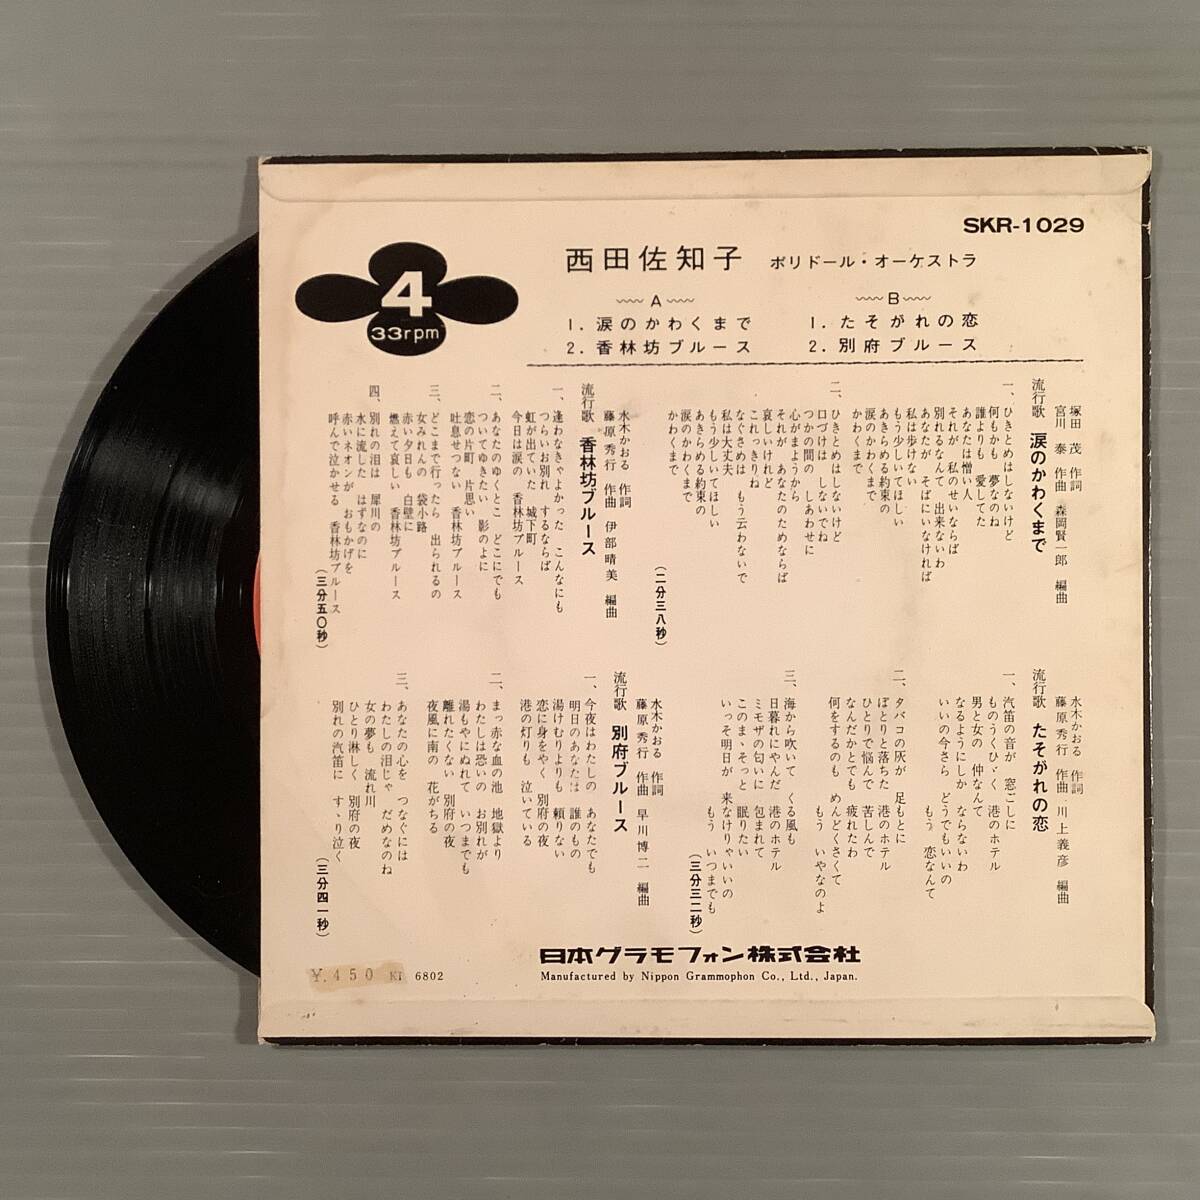 SKR-1029
4
33rpm
西田佐知子 ポリドール・オーケストラ
A
1. 涙のかわくまで
2. 香林坊ブルース
B
1. たそがれの恋
2. 別府ブルース
流行歌 涙のかわくまで
塚田 茂 作詞
宮川 泰 作曲 森岡賢一郎 編曲
一、ひきとめはしないけど
何もかも 夢なのね
誰よりも 愛してた
あなたは憎い人
それが 私のせいならば
別れるなんて 出来ないわ
あなたが そばにいなければ
私は歩けない
もう少しいてほしい
あきらめる約束の
涙のかわくまで
かわくまで
二、ひきとめはしないけど
口づけは しないでね
つかの間の しあわせに
心がまようから
それが あなたのためならば
哀しいけれど
これっきりね
なぐさめは もう云わないで
私は大丈夫
もう少しいてほしい
あきらめる約束の
涙のかわくまで
かわくまで
(二分三八秒)
流行歌 香林坊ブルース
水木かおる 作詞
藤原秀行 作曲 伊部晴美 編曲
一、逢わなきゃよかった こんなにも
つらいお別れ するならば
虹が出ていた 城下町
今日は涙の 香林坊ブルース
二、あなたのゆくとこ どこにでも
ついてゆきたい 影のよに
恋の片町 片思い
吐息せつない 香林坊ブルース
三、どこまで行ったら 出られるの
女みれんの 袋小路
赤い夕日も 白壁に
燃えて哀しい 香林坊ブルース
四、別れの泪は 犀川の
水に流した はずなのに
赤いネオンが おもかげを
呼んで泣かせる 香林坊ブルース
(三分五〇秒)
流行歌 たそがれの恋
水木かおる 作詞
藤原秀行 作曲 川上義彦 編曲
一、汽笛の音が 窓ごしに
ものうくひゞく 港のホテル
男と女の 仲なんて
なるようにしか ならないわ
いいの今さら どうでもいいの
もう 恋なんて
二、タバコの灰が 足もとに
ぽとりと落ちた 港のホテル
ひとりで悩んで 苦しんで
なんだかとても 疲れたわ
何をするのも めんどくさくて
もう いやなのよ
三、海から吹いて くる風も
日暮れにやんだ 港のホテル
ミモザの匂いに 包まれて
このまゝそっと 眠りたい
いっそ明日が 来なけりゃいいの
もう いつまでも
(三分三二秒)
流行歌 別府ブルース
水木かおる 作詞
藤原秀行 作曲 早川博二 編曲
一、今夜はわたしの あなたでも
明日のあなたは 誰のもの
湯けむりよりも 頼りない
恋に身をやく 別府の夜
港の灯りも 泣いている
二、まっ赤な血の池 地獄より
わたしは恐いの お別れが
湯もやにぬれて いつまでも
離れたくない 別府の夜
夜風に南の 花がちる
三、あなたの心を つなぐには
わたしの泪じゃ だめなのね
女の夢も 流れ川
ひとり淋しく 別府の夜
別れの汽笛に すゝり泣く
(三分四一秒)
日本グラモフォン株式会社
Manufactured by Nippon Grammophon Co., Ltd., Japan.
¥.450 6802